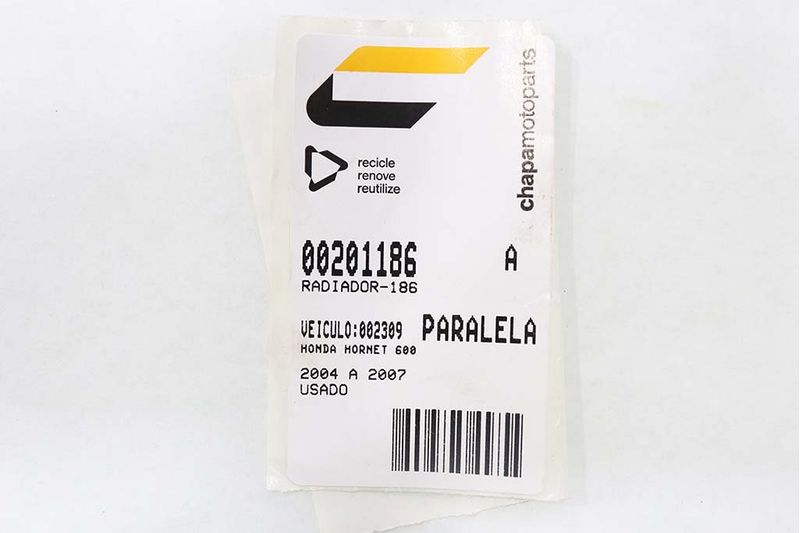 chapamotoparts
recicle
renove
reutilize
00201186 A
RADIADOR-186
VEICULO:002309 PARALELA
HONDA HORNET 600
2004 A 2007
USADO